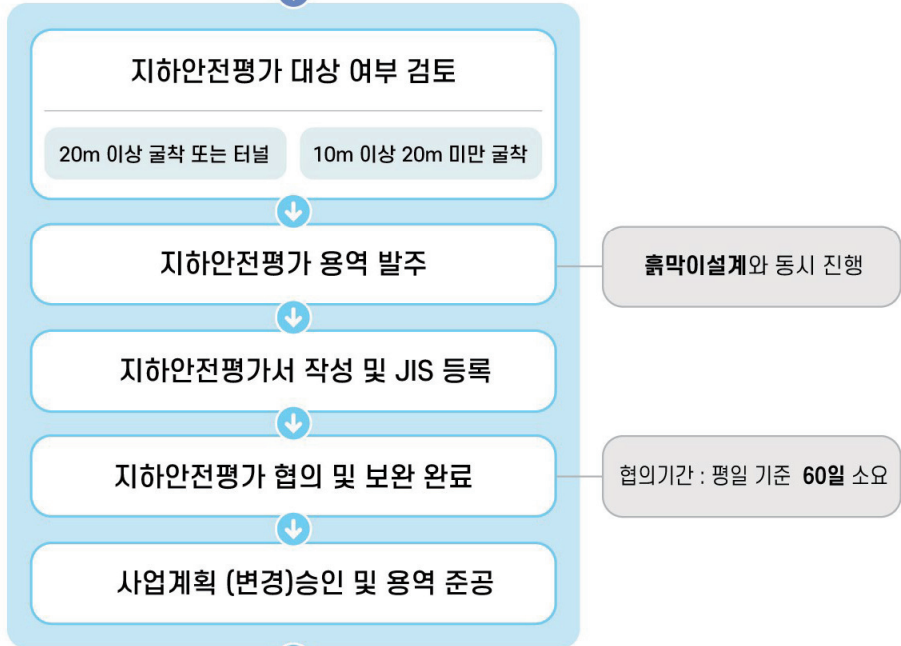 지하안전평가 대상 여부 검토
20m 이상 굴착 또는 터널
10m 이상 20m 미만 굴착
지하안전평가 용역 발주
흙막이설계와 동시 진행
지하안전평가서 작성 및 JIS 등록
지하안전평가 협의 및 보완 완료
협의기간 : 평일 기준 60일 소요
사업계획 (변경)승인 및 용역 준공